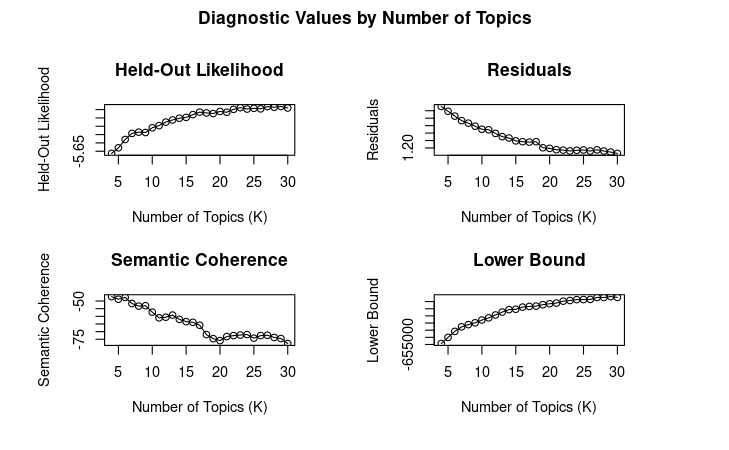 Diagnostic Values by Number of Topics
Held-Out Likelihood
Held-Out Likelihood
-5.65
5 10 15 20 25 30
Number of Topics (K)
Residuals
Residuals
1.20
5 10 15 20 25 30
Number of Topics (K)
Semantic Coherence
Semantic Coherence
-50
-75
5 10 15 20 25 30
Number of Topics (K)
Lower Bound
Lower Bound
-655000
5 10 15 20 25 30
Number of Topics (K)